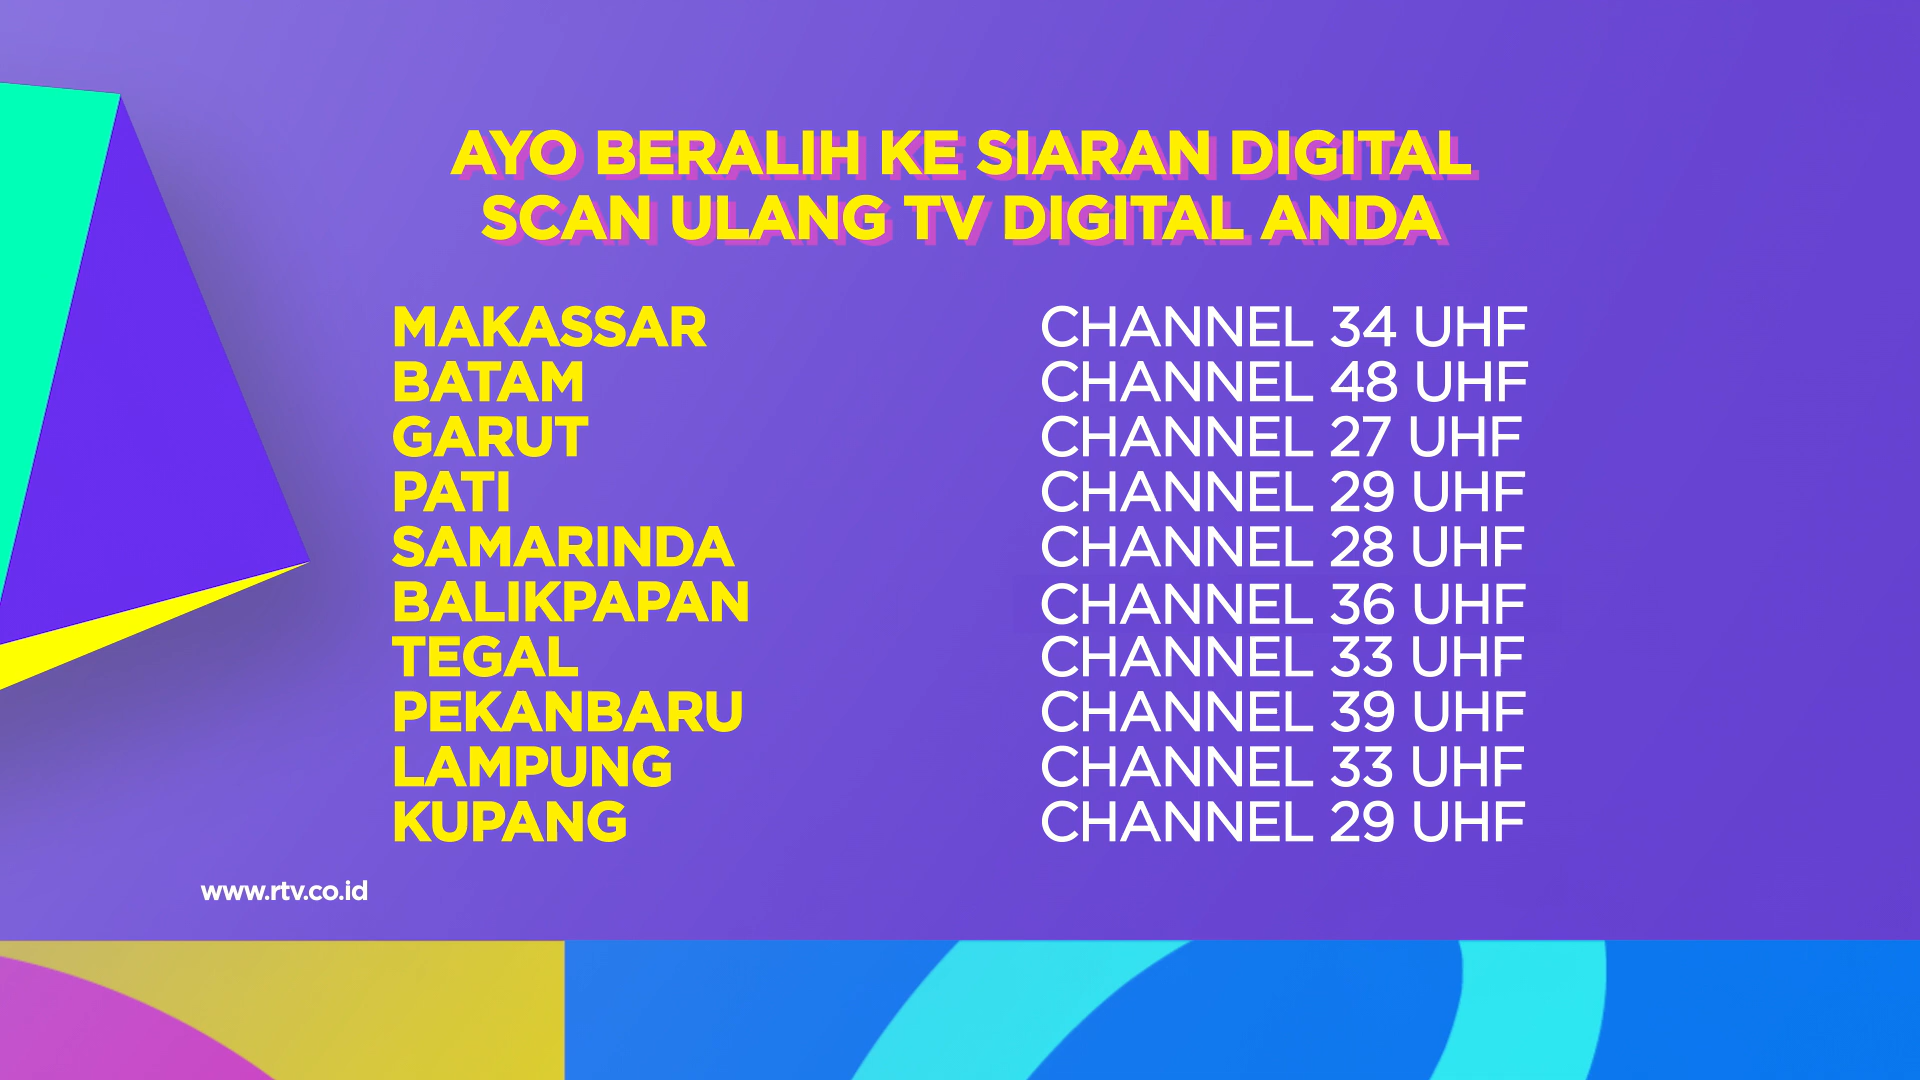 AYO BERALIH KE SIARAN DIGITAL
SCAN ULANG TV DIGITAL ANDA
MAKASSAR CHANNEL 34 UHF
BATAM CHANNEL 48 UHF
GARUT CHANNEL 27 UHF
PATI CHANNEL 29 UHF
SAMARINDA CHANNEL 28 UHF
BALIKPAPAN CHANNEL 36 UHF
TEGAL CHANNEL 33 UHF
PEKANBARU CHANNEL 39 UHF
LAMPUNG CHANNEL 33 UHF
KUPANG CHANNEL 29 UHF
www.rtv.co.id